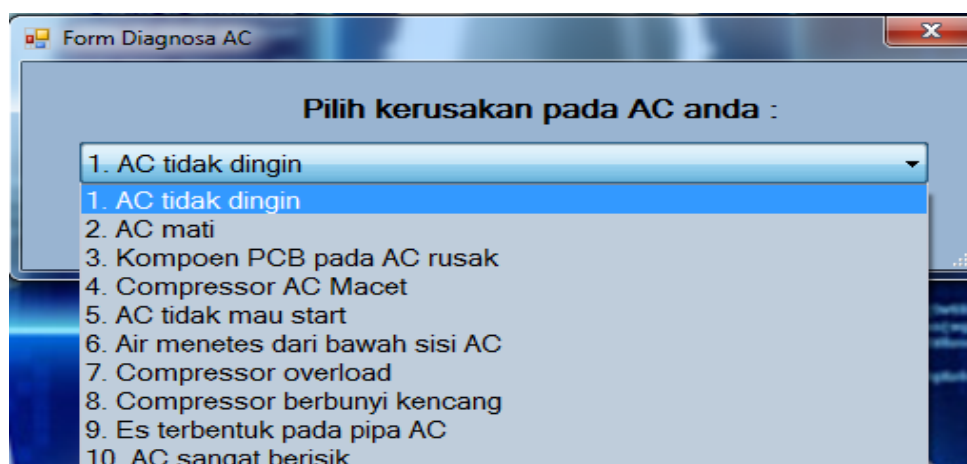 Form Diagnosa AC
Pilih kerusakan pada AC anda :
1. AC tidak dingin
1. AC tidak dingin
2. AC mati
3. Kompoen PCB pada AC rusak
4. Compressor AC Macet
5. AC tidak mau start
6. Air menetes dari bawah sisi AC
7. Compressor overload
8. Compressor berbunyi kencang
9. Es terbentuk pada pipa AC
10. AC sangat berisik